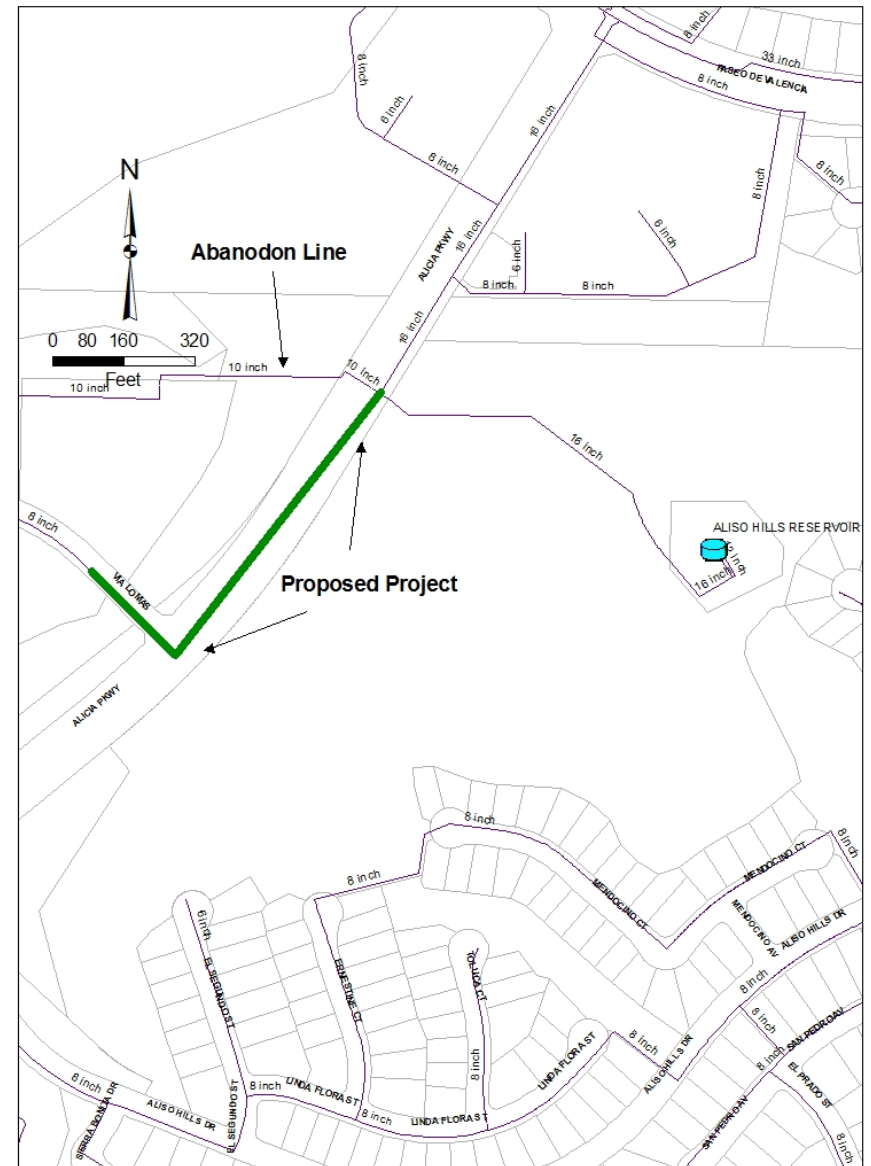 8 inch
33 inch
PASEO DE VALENCIA
8 inch
8 inch
6 inch
16 inch
8 inch
8 inch
8 inch
N
ALICIA PKWY
16 inch
6 inch
6 inch
Abanodon Line
8 inch
8 inch
16 inch
0 80 160 320
Feet
10 inch
10 inch
10 inch
16 inch
8 inch
ALISO HILLS RESERVOIR
12 inch
16 inch
VIA LOMAS
Proposed Project
ALICIA PKWY
8 inch
8 inch
MENDOCINO CT
8 inch
MENDOCINO CT
MENDOCINO AV
ALISO HILLS DR
6 inch
EL SEGUNDO ST
ERNESTINE CT
TOLUCA CT
8 inch
8 inch
SAN PEDRO AV
8 inch
8 inch
LINDA FLORA ST
8 inch
ALISO HILLS DR
EL PRADO ST
8 inch
SIERRA BONITA DR
ALISO HILLS DR
EL SEGUNDO ST
8 inch
LINDA FLORA ST
8 inch
LINDA FLORA ST
SAN PEDRO AV
8 inch